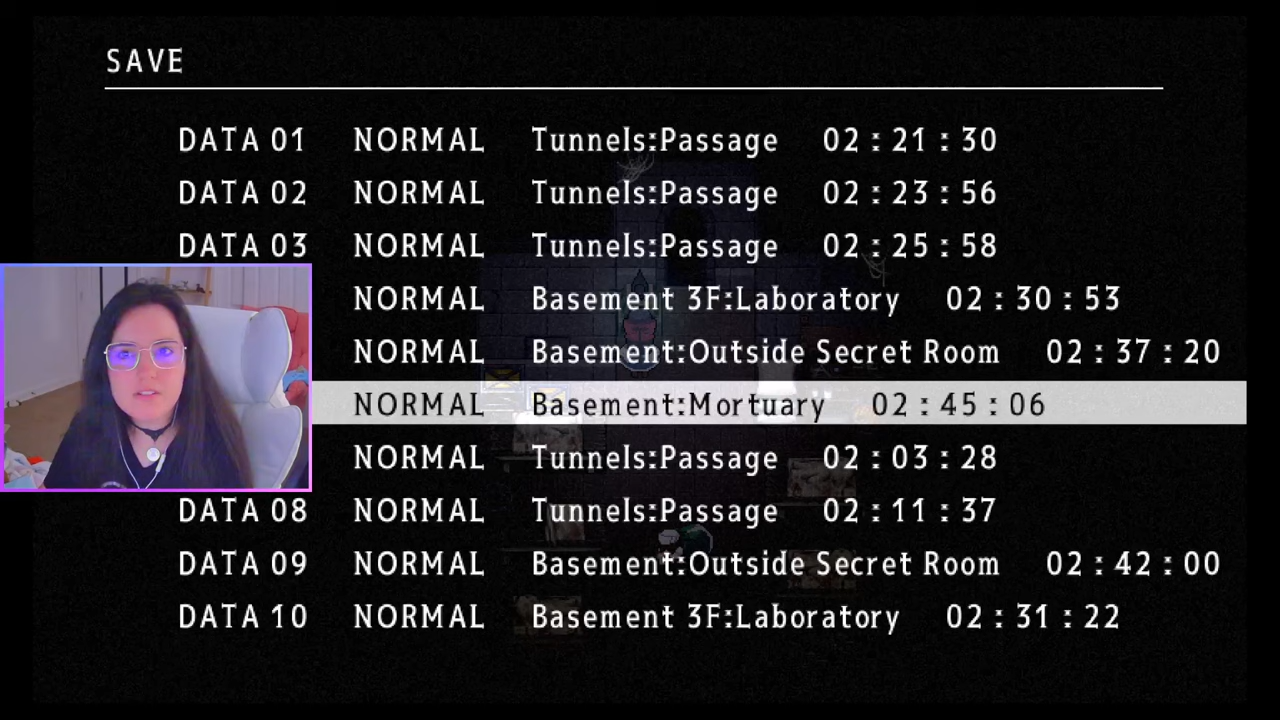 SAVE
DATA 01 NORMAL Tunnels:Passage 02:21:30
DATA 02 NORMAL Tunnels:Passage 02:23:56
DATA 03 NORMAL Tunnels:Passage 02:25:58
NORMAL Basement 3F:Laboratory 02:30:53
NORMAL Basement:Outside Secret Room 02:37:20
NORMAL Basement:Mortuary 02:45:06
NORMAL Tunnels:Passage 02:03:28
DATA 08 NORMAL Tunnels:Passage 02:11:37
DATA 09 NORMAL Basement:Outside Secret Room 02:42:00
DATA 10 NORMAL Basement 3F:Laboratory 02:31:22